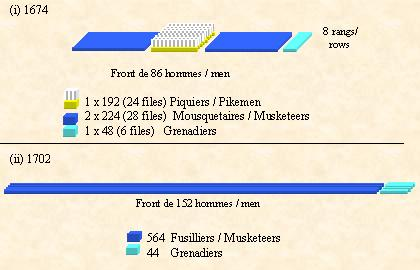 (i) 1674
8 rangs/
rows
Front de 86 hommes / men
1 x 192 (24 files) Piquiers / Pikemen
2 x 224 (28 files) Mousquetaires / Musketeers
1 x 48 (6 files) Grenadiers
(ii) 1702
Front de 152 hommes / men
564 Fusilliers / Musketeers
44 Grenadiers